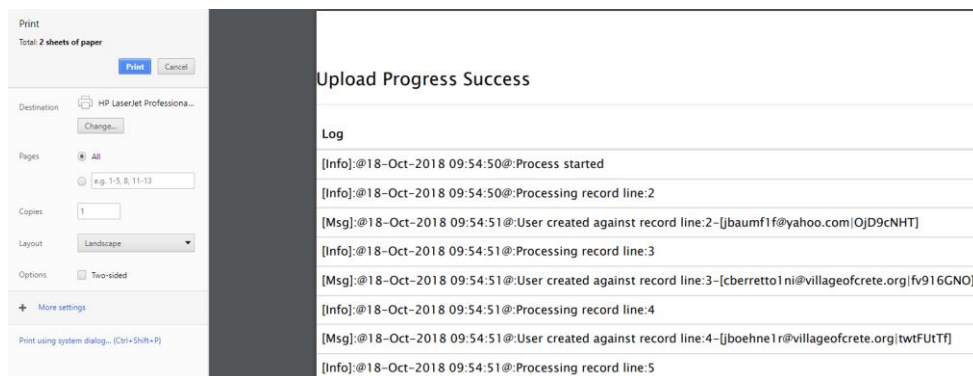 Print
Total: 2 sheets of paper
Print Cancel
Destination HP LaserJet Professiona...
Change...
Pages All
e.g. 1-5, 8, 11-13
Copies 1
Layout Landscape
Options Two-sided
+ More settings
Print using system dialog... (Ctrl+Shift+P)
Upload Progress Success
Log
[Info]:@18-Oct-2018 09:54:50@:Process started
[Info]:@18-Oct-2018 09:54:50@:Processing record line:2
[Msg]:@18-Oct-2018 09:54:51@:User created against record line:2-[jbaumf1f@yahoo.com|OjD9cNHT]
[Info]:@18-Oct-2018 09:54:51@:Processing record line:3
[Msg]:@18-Oct-2018 09:54:51@:User created against record line:3-[cberretto1ni@villageofcrete.org|fv916GNO]
[Info]:@18-Oct-2018 09:54:51@:Processing record line:4
[Msg]:@18-Oct-2018 09:54:51@:User created against record line:4-[jboehne1r@villageofcrete.org|twtFUtTf]
[Info]:@18-Oct-2018 09:54:51@:Processing record line:5